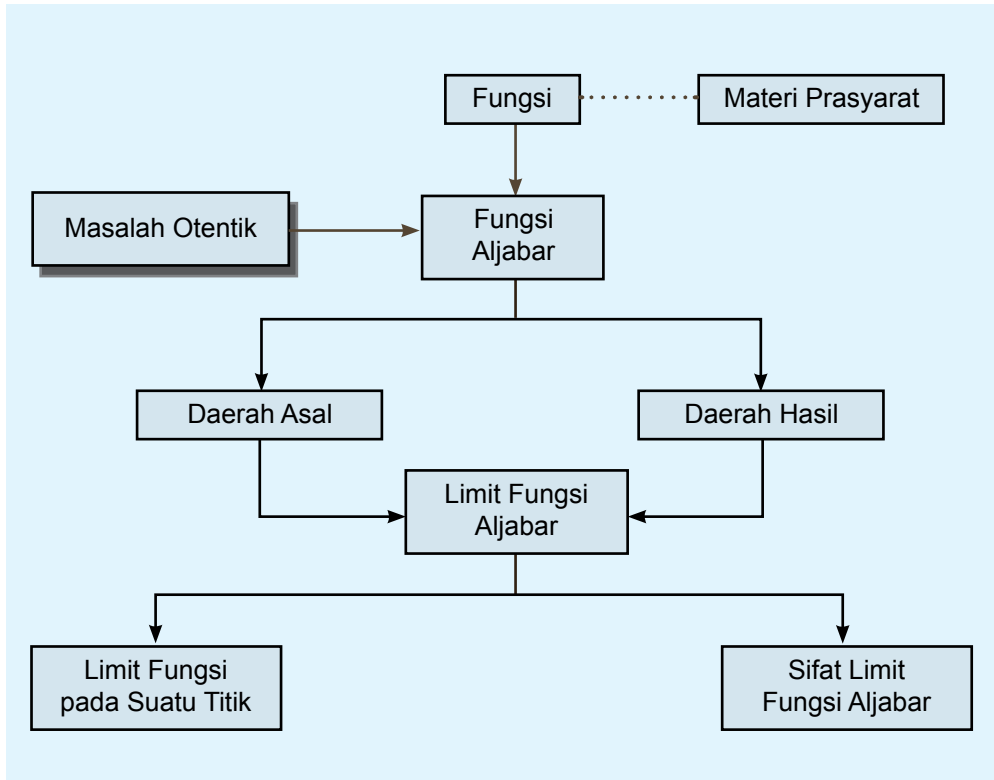 Fungsi
Materi Prasyarat
Masalah Otentik
Fungsi
Aljabar
Daerah Asal
Daerah Hasil
Limit Fungsi
Aljabar
Limit Fungsi
pada Suatu Titik
Sifat Limit
Fungsi Aljabar